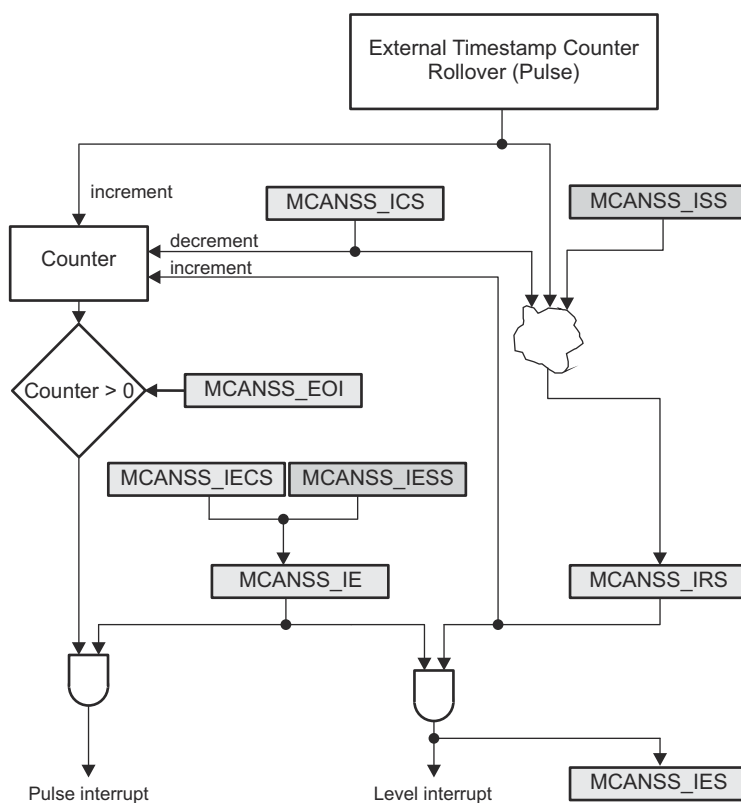 External Timestamp Counter
Rollover (Pulse)
increment
MCANSS_ICS
MCANSS_ISS
decrement
Counter
increment
Counter > 0
MCANSS_EOI
MCANSS_IECS
MCANSS_IESS
MCANSS_IE
MCANSS_IRS
Pulse interrupt
Level interrupt
MCANSS_IES